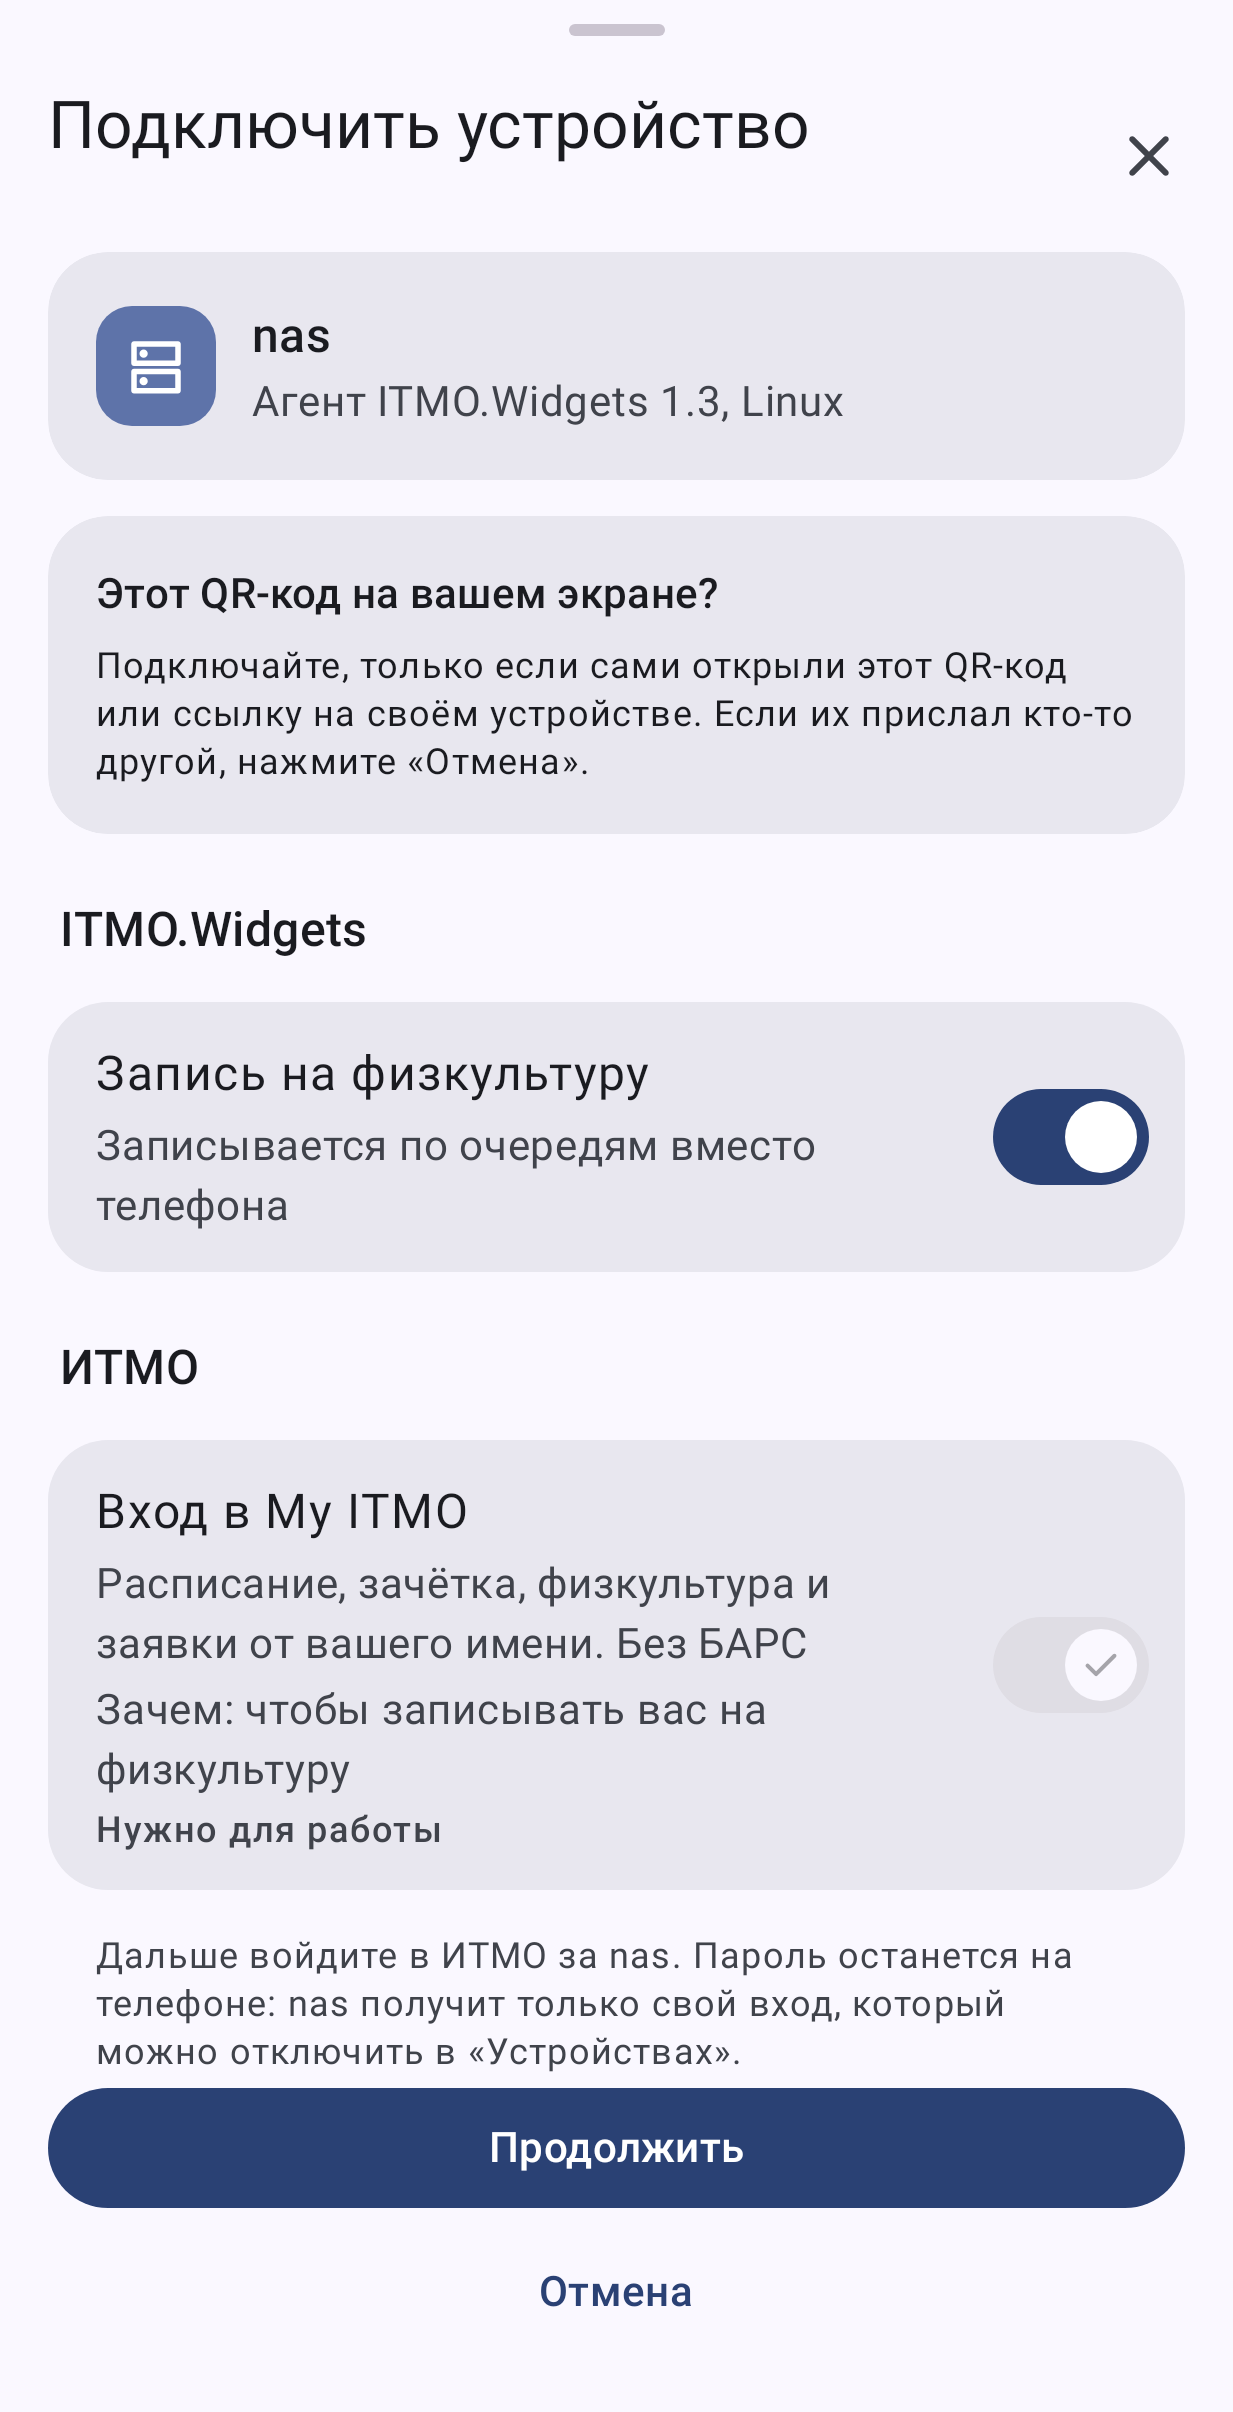 Подключить устройство
nas
Агент ITMO.Widgets 1.3, Linux
Этот QR-код на вашем экране?
Подключайте, только если сами открыли этот QR-код
или ссылку на своём устройстве. Если их прислал кто-то
другой, нажмите «Отмена».
ITMO.Widgets
Запись на физкультуру
Записывается по очередям вместо
телефона
ИТМО
Вход в My ITMO
Расписание, зачётка, физкультура и
заявки от вашего имени. Без БАРС
Зачем: чтобы записывать вас на
физкультуру
Нужно для работы
Дальше войдите в ИТМО за nas. Пароль останется на
телефоне: nas получит только свой вход, который
можно отключить в «Устройствах».
Продолжить
Отмена